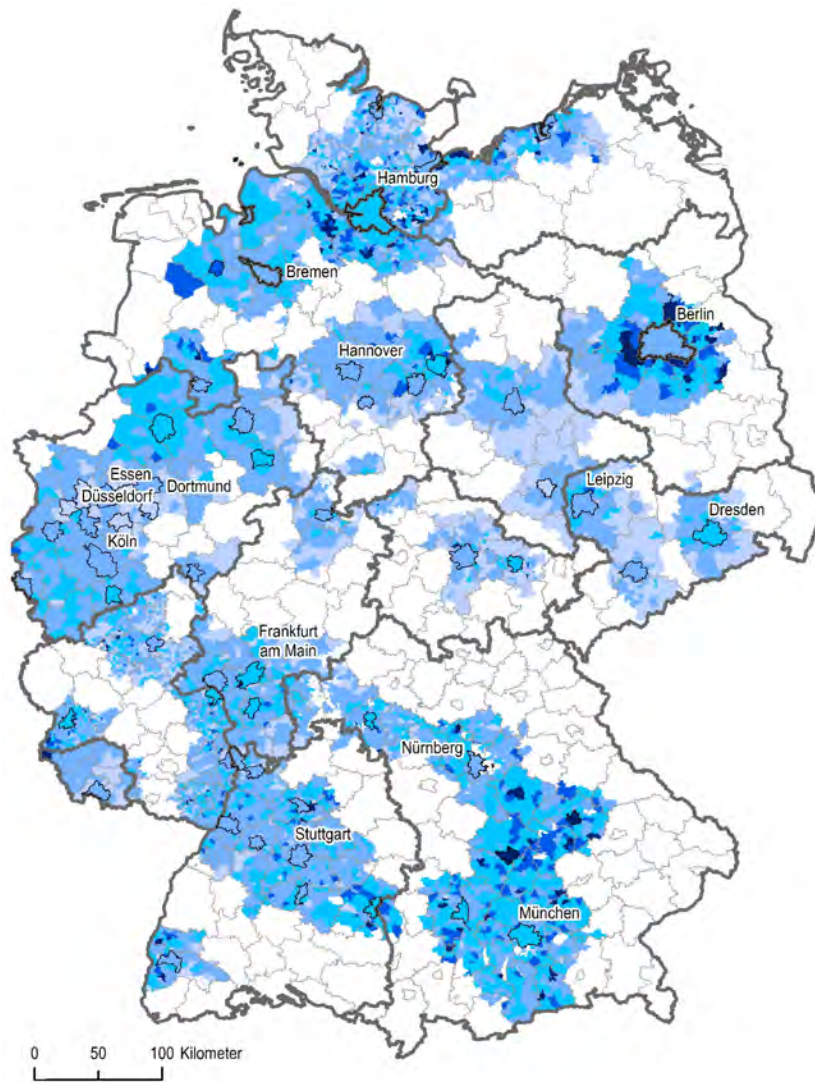 Hamburg
Bremen
Berlin
Hannover
Essen
Düsseldorf
Dortmund
Leipzig
Dresden
Köln
Frankfurt
am Main
Nürnberg
Stuttgart
München
0 50 100 Kilometer